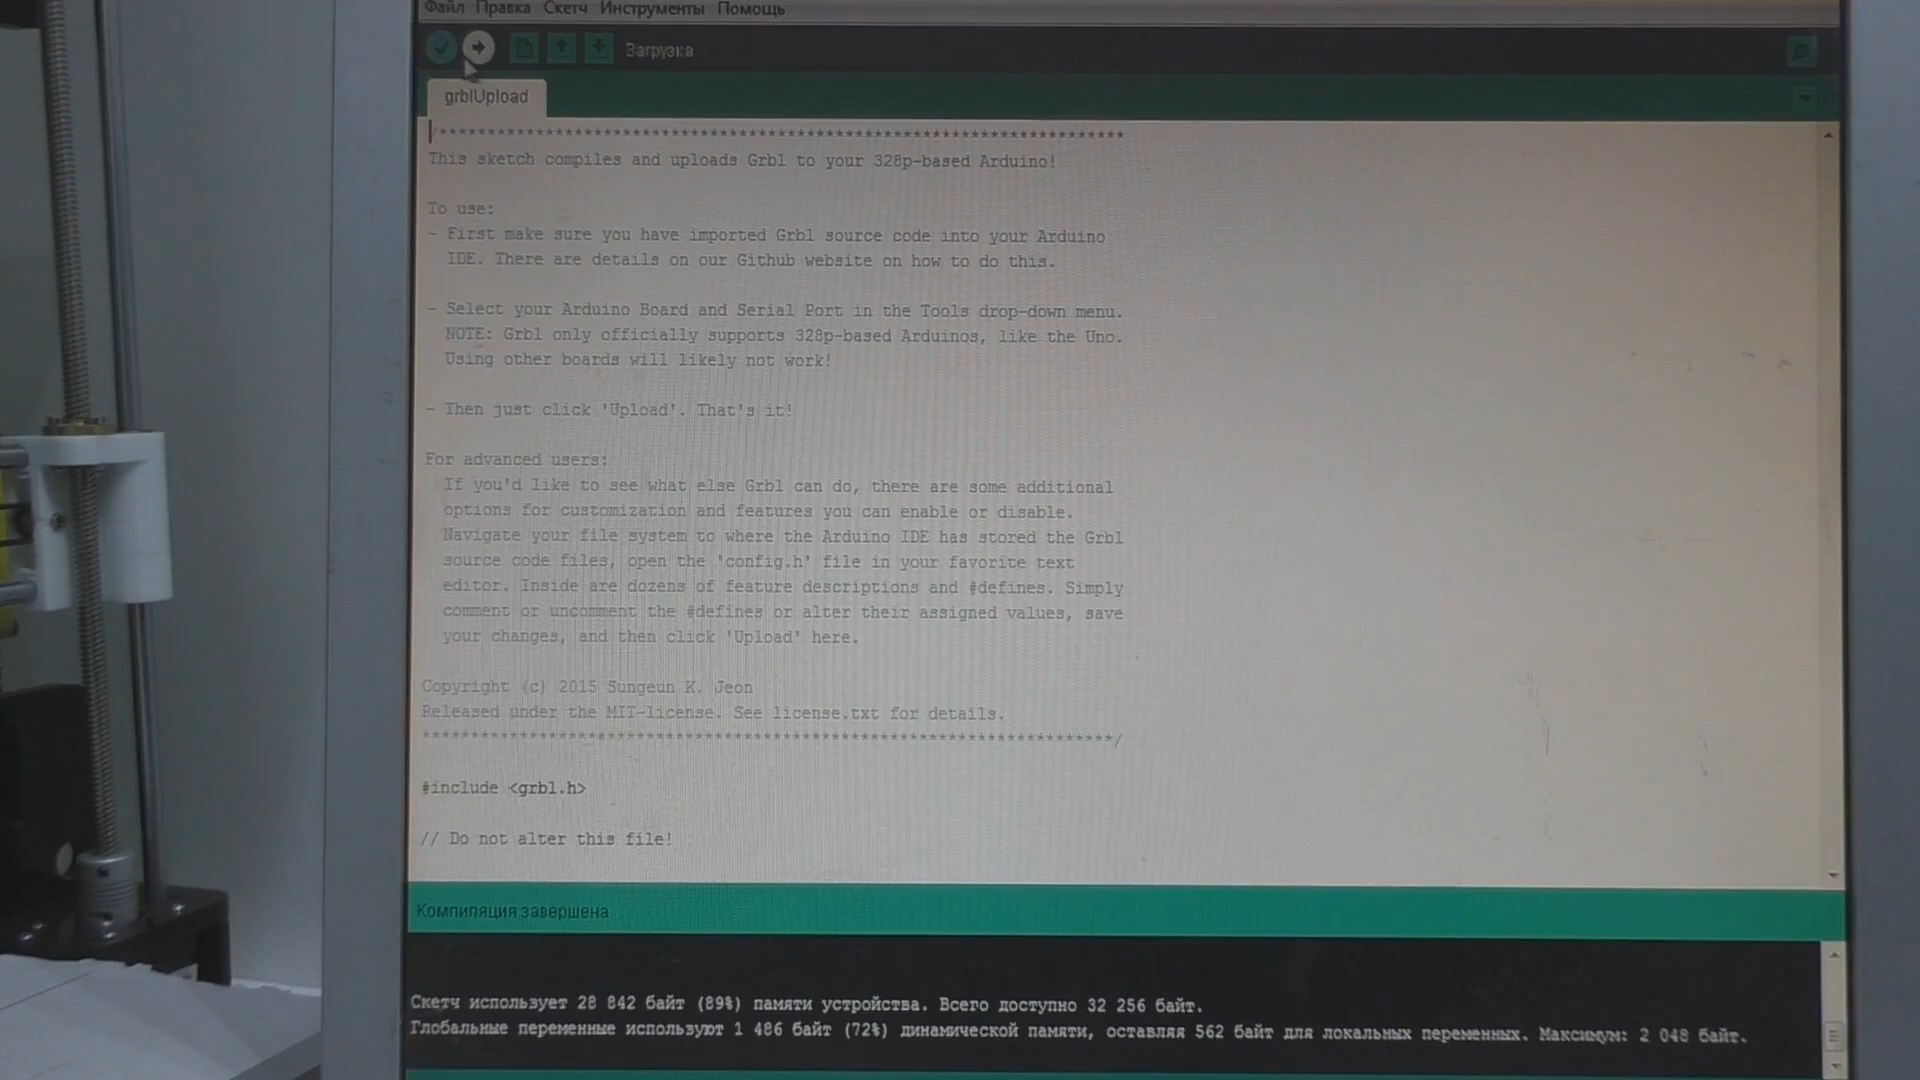 Файл Правка Скетч Инструменты Помощь
Загрузка
grblUpload
/***********************************************************************
This sketch compiles and uploads Grbl to your 328p-based Arduino!
To use:
- First make sure you have imported Grbl source code into your Arduino
IDE. There are details on our Github website on how to do this.
- Select your Arduino Board and Serial Port in the Tools drop-down menu.
NOTE: Grbl only officially supports 328p-based Arduinos, like the Uno.
Using other boards will likely not work!
- Then just click 'Upload'. That's it!
For advanced users:
If you'd like to see what else Grbl can do, there are some additional
options for customization and features you can enable or disable.
Navigate your file system to where the Arduino IDE has stored the Grbl
source code files, open the 'config.h' file in your favorite text
editor. Inside are dozens of feature descriptions and #defines. Simply
comment or uncomment the #defines or alter their assigned values, save
your changes, and then click 'Upload' here.
Copyright (c) 2015 Sungeun K. Jeon
Released under the MIT-license. See license.txt for details.
***********************************************************************/
#include <grbl.h>
// Do not alter this file!
Компиляция завершена
Скетч использует 28 842 байт (89%) памяти устройства. Всего доступно 32 256 байт.
Глобальные переменные используют 1 486 байт (72%) динамической памяти, оставляя 562 байт для локальных переменных. Максимум: 2 048 байт.